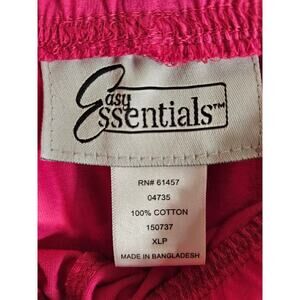 Easy
Essentials™
RN# 61457
04735
100% COTTON
150737
XLP
MADE IN BANGLADESH